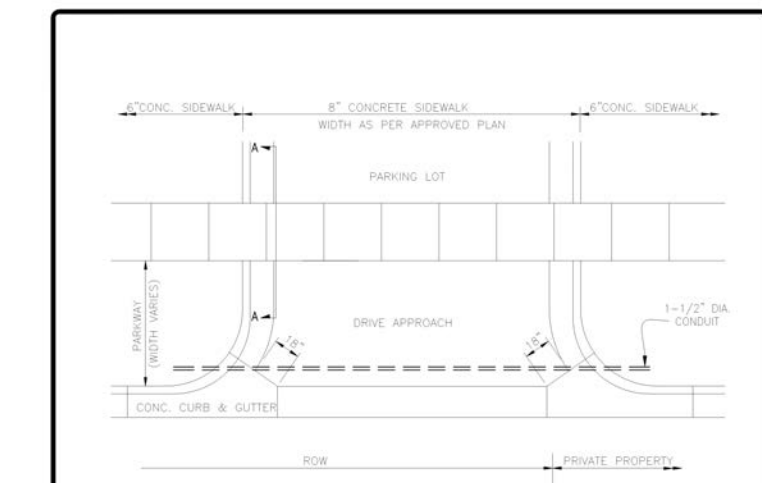 6"CONC. SIDEWALK
8" CONCRETE SIDEWALK
6"CONC. SIDEWALK
WIDTH AS PER APPROVED PLAN
A
PARKING LOT
PARKWAY
(WIDTH VARIES)
1-1/2" DIA.
CONDUIT
A
DRIVE APPROACH
18"
18"
CONC. CURB & GUTTER
ROW
PRIVATE PROPERTY